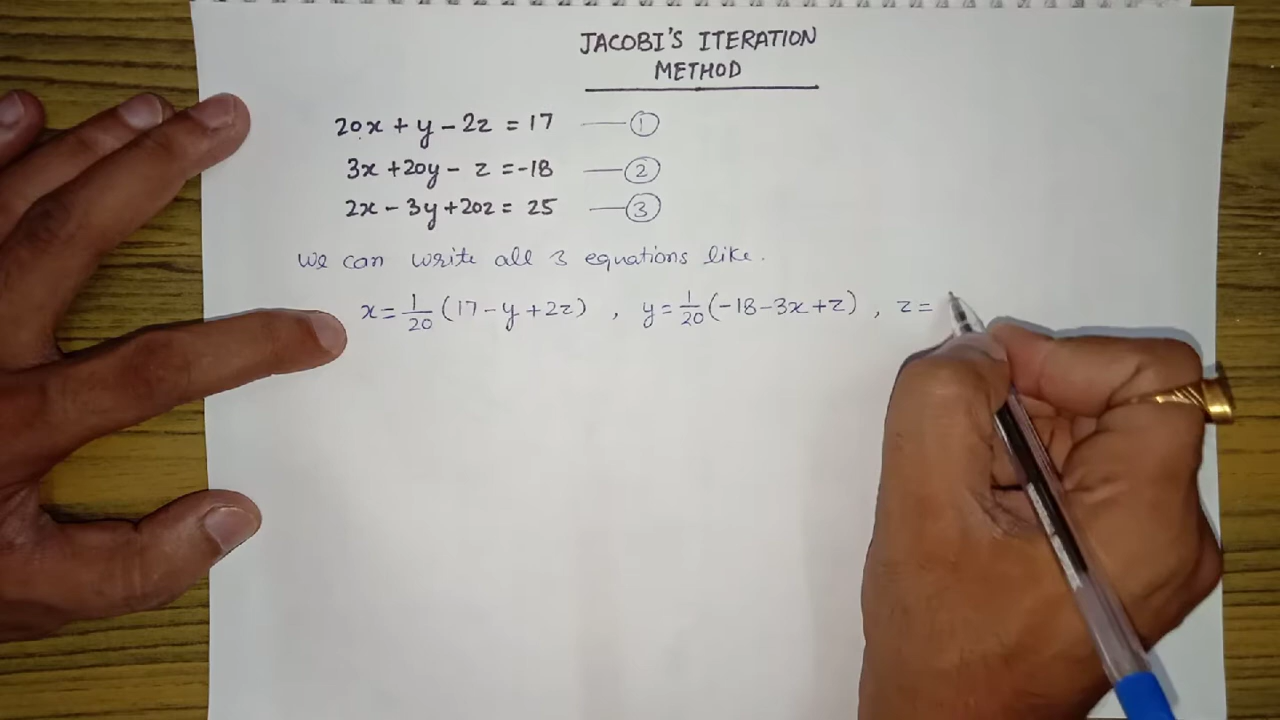 JACOBI'S ITERATION
METHOD
20x + y - 2z = 17 —— ①
3x + 20y - z = -18 —— ②
2x - 3y + 20z = 25 —— ③
We can write all 3 equations like.
x = 1/20 (17 - y + 2z) , y = 1/20 (-18 - 3x + z) , z =